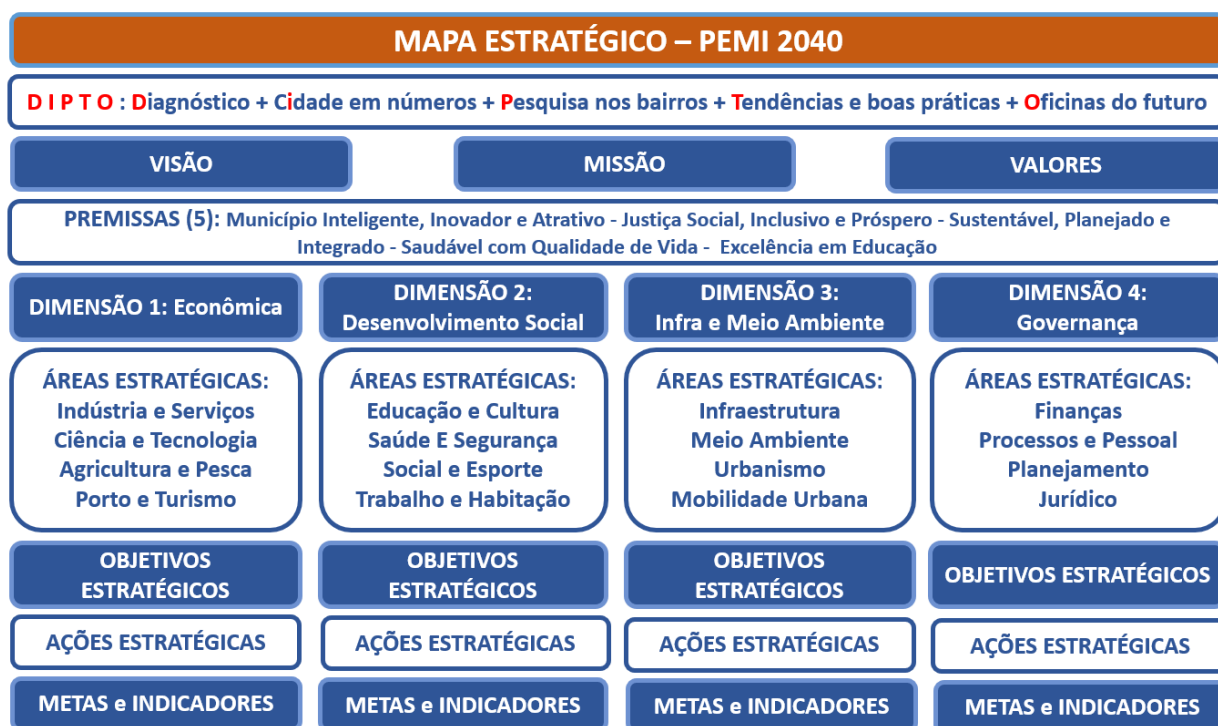 MAPA ESTRATÉGICO – PEMI 2040
D I P T O : Diagnóstico + Cidade em números + Pesquisa nos bairros + Tendências e boas práticas + Oficinas do futuro
VISÃO
MISSÃO
VALORES
PREMISSAS (5): Município Inteligente, Inovador e Atrativo - Justiça Social, Inclusivo e Próspero - Sustentável, Planejado e
Integrado - Saudável com Qualidade de Vida - Excelência em Educação
DIMENSÃO 1: Econômica
DIMENSÃO 2:
Desenvolvimento Social
DIMENSÃO 3:
Infra e Meio Ambiente
DIMENSÃO 4:
Governança
ÁREAS ESTRATÉGICAS:
Indústria e Serviços
Ciência e Tecnologia
Agricultura e Pesca
Porto e Turismo
ÁREAS ESTRATÉGICAS:
Educação e Cultura
Saúde E Segurança
Social e Esporte
Trabalho e Habitação
ÁREAS ESTRATÉGICAS:
Infraestrutura
Meio Ambiente
Urbanismo
Mobilidade Urbana
ÁREAS ESTRATÉGICAS:
Finanças
Processos e Pessoal
Planejamento
Jurídico
OBJETIVOS
ESTRATÉGICOS
OBJETIVOS
ESTRATÉGICOS
OBJETIVOS
ESTRATÉGICOS
OBJETIVOS ESTRATÉGICOS
AÇÕES ESTRATÉGICAS
AÇÕES ESTRATÉGICAS
AÇÕES ESTRATÉGICAS
AÇÕES ESTRATÉGICAS
METAS e INDICADORES
METAS e INDICADORES
METAS e INDICADORES
METAS e INDICADORES